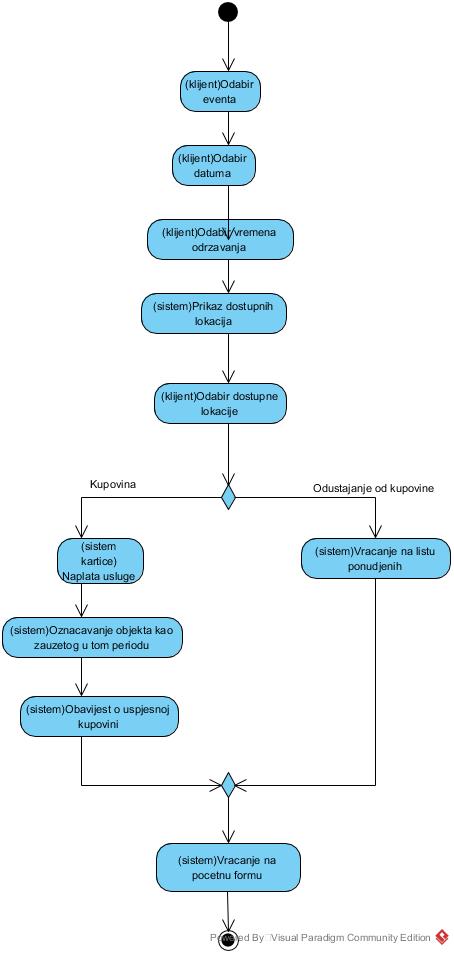 (klijent)Odabir
eventa
(klijent)Odabir
datuma
(klijent)Odabir vremena
odrzavanja
(sistem)Prikaz dostupnih
lokacija
(klijent)Odabir dostupne
lokacije
Kupovina
Odustajanje od kupovine
(sistem
kartice)
Naplata usluge
(sistem)Vracanje na listu
ponudjenih
(sistem)Oznacavanje objekta kao
zauzetog u tom periodu
(sistem)Obavijest o uspjesnoj
kupovini
(sistem)Vracanje na
pocetnu formu
Powered By Visual Paradigm Community Edition